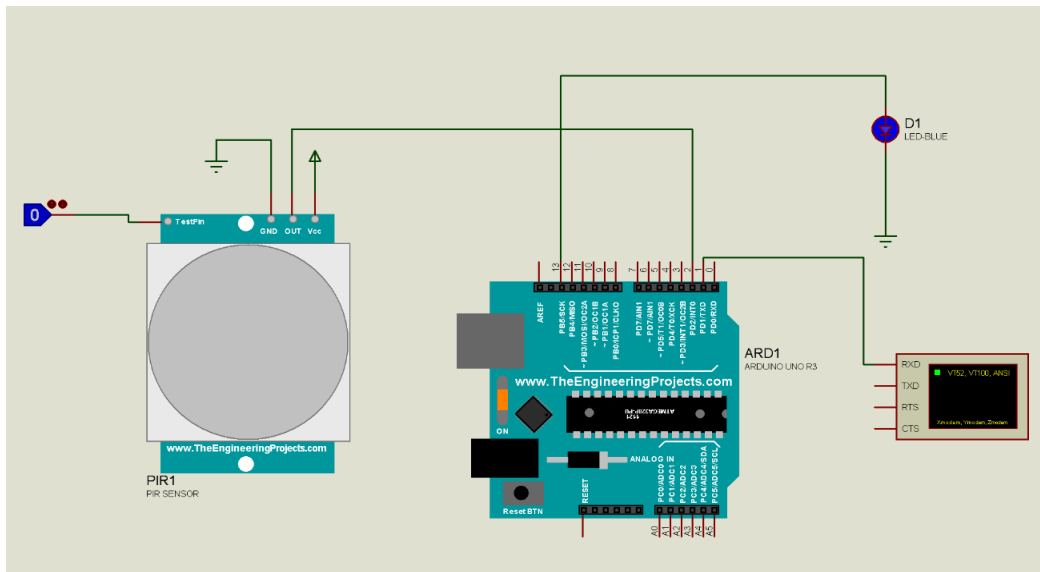 D1
LED-BLUE
0
TestPin
GND OUT Vcc
www.TheEngineeringProjects.com
PIR1
PIR SENSOR
13
12
11
10
9
8
7
6
5
4
3
2
1
0
AREF
PB5/SCK
PB4/MISO
~ PB3/MOSI/OC2A
~ PB2/OC1B
~ PB1/OC1A
PB0/ICP1/CLKO
PD7/AIN1
~ PD7/AIN1
~ PD5/T1/OC0B
PD4/T0/XCK
~ PD3/INT1/OC2B
PD2/INT0
PD1/TXD
PD0/RXD
ARD1
ARDUINO UNO R3
www.TheEngineeringProjects.com
ON
1121
ATMEGA328P-PU
ANALOG IN
RESET
Reset BTN
PC0/ADC0
PC1/ADC1
PC2/ADC2
PC3/ADC3
PC4/ADC4/SDA
PC5/ADC5/SCL
A0
A1
A2
A3
A4
A5
RXD
TXD
RTS
CTS
VT52, VT100, ANSI
Xmodem, Ymodem, Zmodem